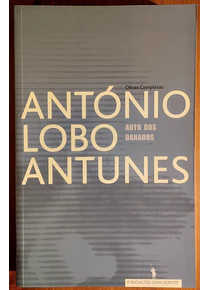 Obras Completas
ANTÓNIO
LOBO
AUTO DOS
DANADOS
ANTUNES
PUBLICAÇÕES DOM QUIXOTE